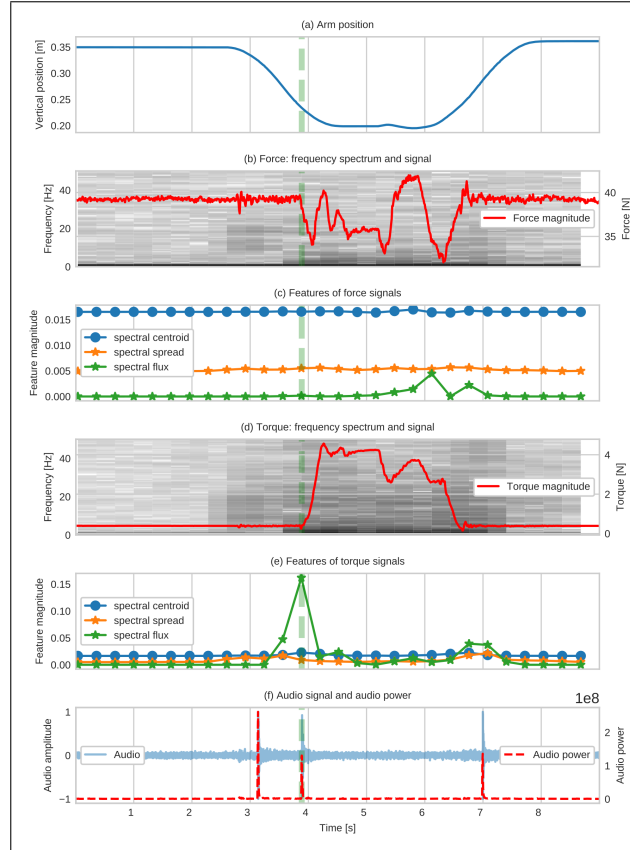 (a) Arm position
0.35
0.30
0.25
0.20
Vertical position [m]
(b) Force: frequency spectrum and signal
40
20
0
Frequency [Hz]
Force magnitude
40
35
Force [N]
(c) Features of force signals
0.015
0.010
0.005
0.000
Feature magnitude
spectral centroid
spectral spread
spectral flux
(d) Torque: frequency spectrum and signal
40
20
0
Frequency [Hz]
Torque magnitude
4
2
0
Torque [N]
(e) Features of torque signals
0.15
0.10
0.05
0.00
Feature magnitude
spectral centroid
spectral spread
spectral flux
(f) Audio signal and audio power
1e8
1
0
−1
Audio amplitude
Audio
Audio power
2
1
0
Audio power
1 2 3 4 5 6 7 8
Time [s]